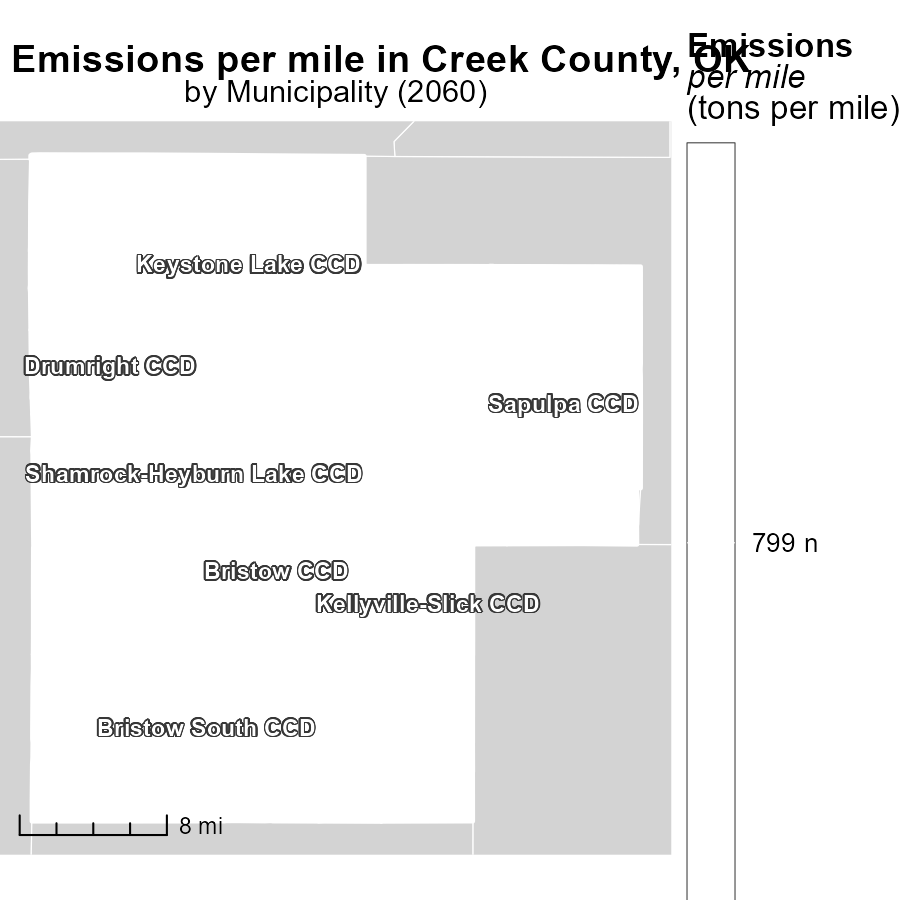 Emissions per mile in Creek County, OK
by Municipality (2060)
Emissions
per mile
(tons per mile)
Keystone Lake CCD
Drumright CCD
Sapulpa CCD
Shamrock-Heyburn Lake CCD
799 n
Bristow CCD
Kellyville-Slick CCD
Bristow South CCD
8 mi